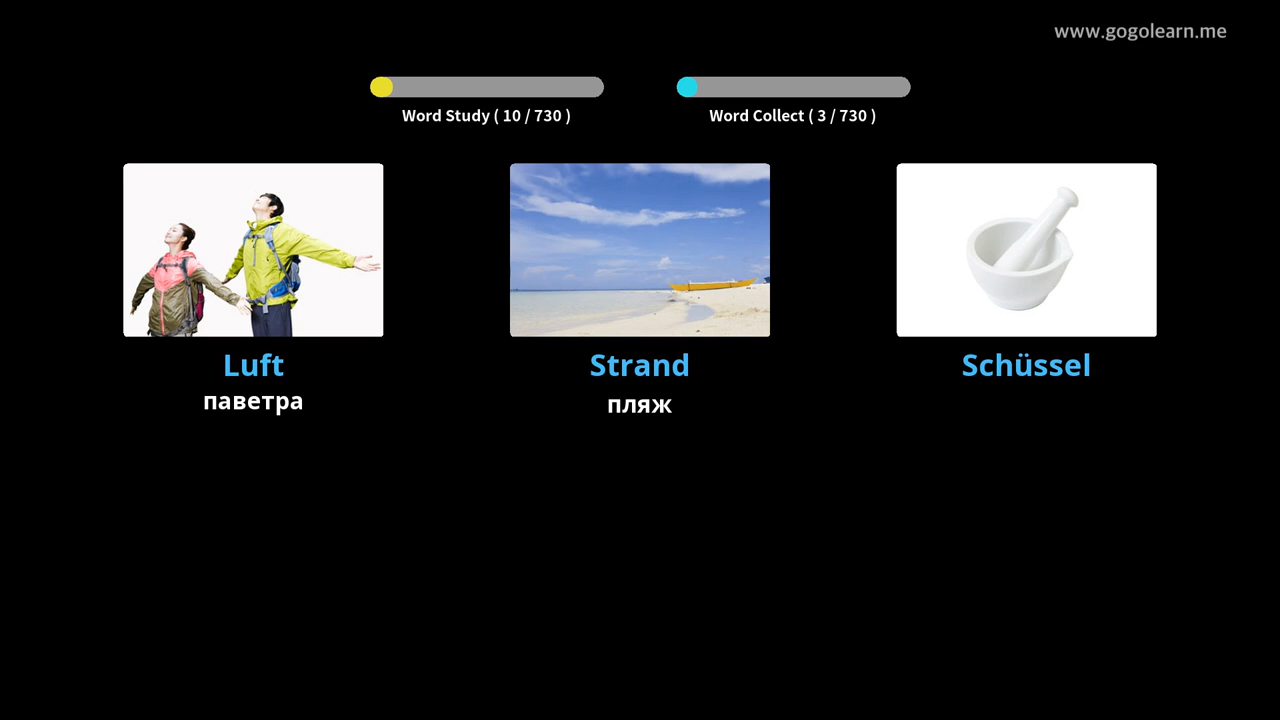 www.gogolearn.me
Word Study ( 10 / 730 )
Word Collect ( 3 / 730 )
Luft
паветра
Strand
пляж
Schüssel